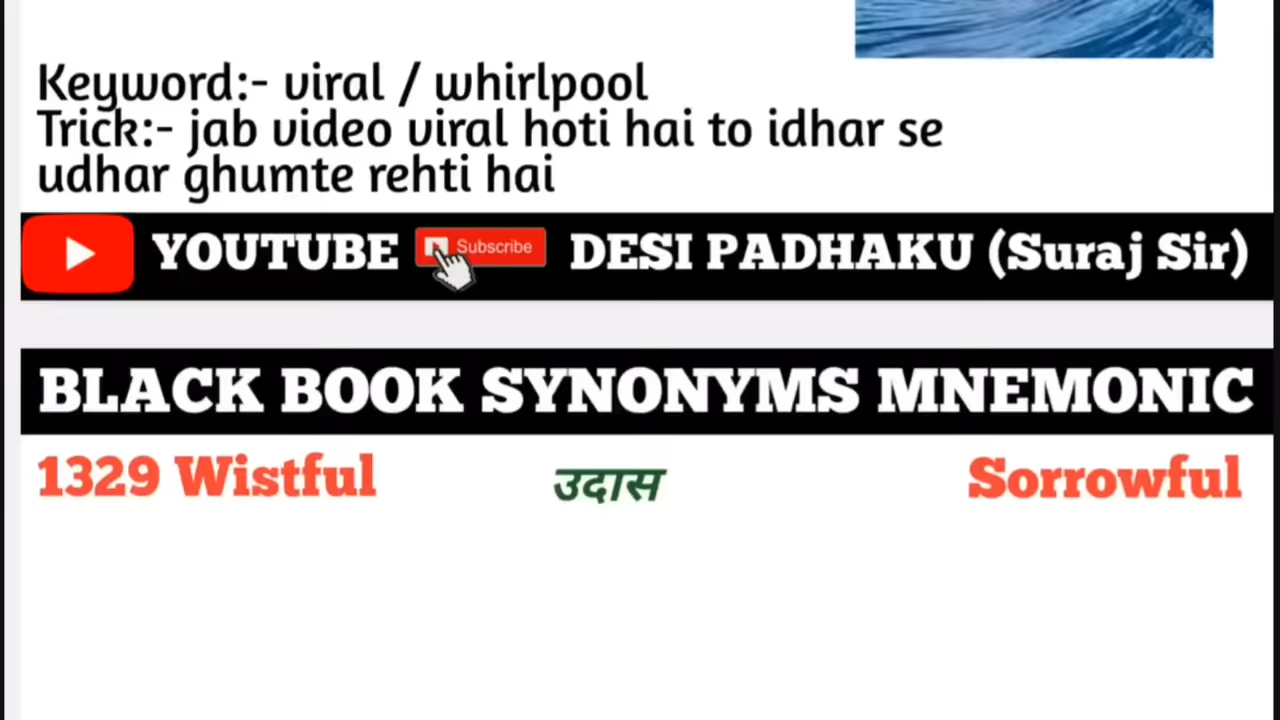 Keyword:- viral / whirlpool
Trick:- jab video viral hoti hai to idhar se
udhar ghumte rehti hai
YOUTUBE Subscribe DESI PADHAKU (Suraj Sir)
BLACK BOOK SYNONYMS MNEMONIC
1329 Wistful उदास Sorrowful